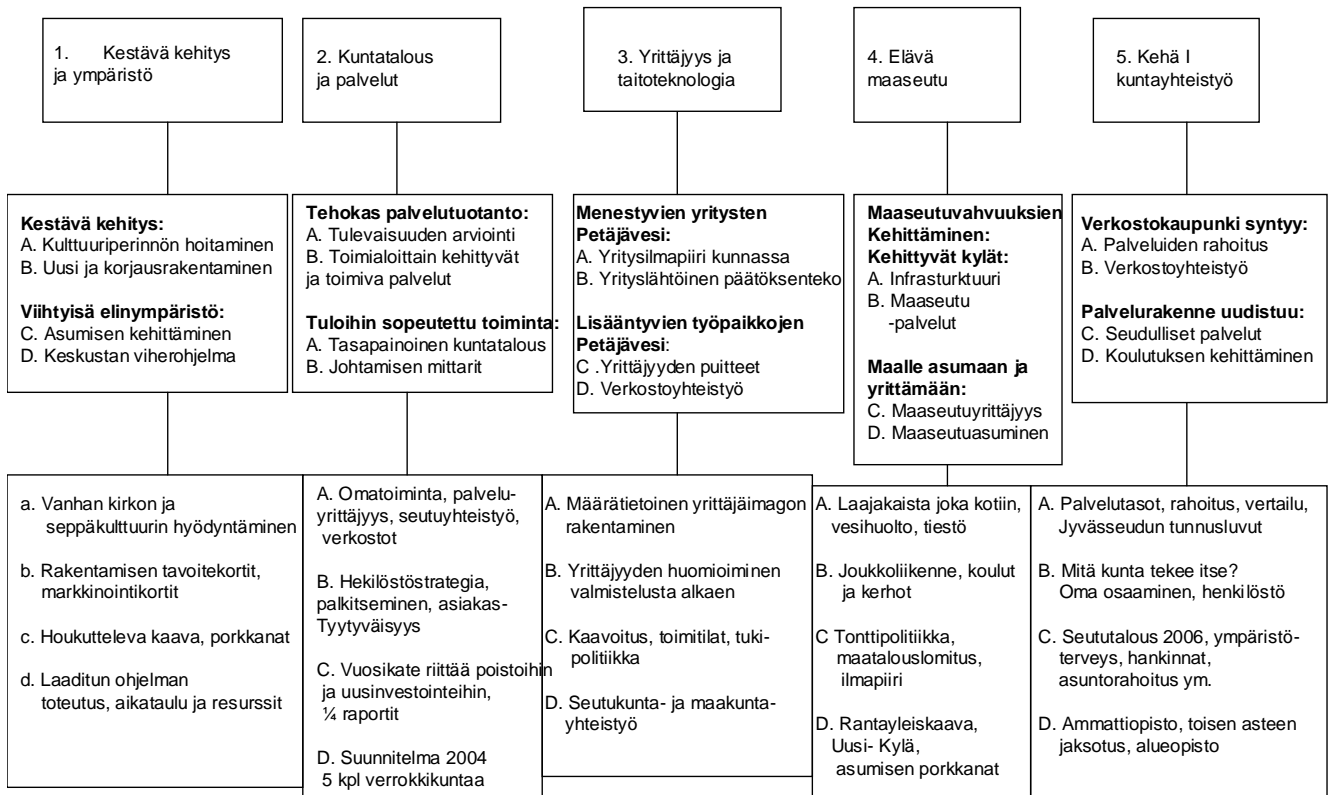 1. Kestävä kehitys
ja ympäristö
2. Kuntatalous
ja palvelut
3. Yrittäjyys ja
taitoteknologia
4. Elävä
maaseutu
5. Kehä I
kuntayhteistyö
Kestävä kehitys:
A. Kulttuuriperinnön hoitaminen
B. Uusi ja korjausrakentaminen
Viihtyisä elinympäristö:
C. Asumisen kehittäminen
D. Keskustan viherohjelma
Tehokas palvelutuotanto:
A. Tulevaisuuden arviointi
B. Toimialoittain kehittyvät
ja toimiva palvelut
Tuloihin sopeutettu toiminta:
A. Tasapainoinen kuntatalous
B. Johtamisen mittarit
Menestyvien yritysten
Petäjävesi:
A. Yritysilmapiiri kunnassa
B. Yrityslähtöinen päätöksenteko
Lisääntyvien työpaikkojen
Petäjävesi:
C .Yrittäjyyden puitteet
D. Verkostoyhteistyö
Maaseutuvahvuuksien
Kehittäminen:
Kehittyvät kylät:
A. Infrasturktuuri
B. Maaseutu
-palvelut
Maalle asumaan ja
yrittämään:
C. Maaseutuyrittäjyys
D. Maaseutuasuminen
Verkostokaupunki syntyy:
A. Palveluiden rahoitus
B. Verkostoyhteistyö
Palvelurakenne uudistuu:
C. Seudulliset palvelut
D. Koulutuksen kehittäminen
a. Vanhan kirkon ja
seppäkulttuurin hyödyntäminen
b. Rakentamisen tavoitekortit,
markkinointikortit
c. Houkutteleva kaava, porkkanat
d. Laaditun ohjelman
toteutus, aikataulu ja resurssit
A. Omatoiminta, palvelu-
yrittäjyys, seutuyhteistyö,
verkostot
B. Hekilöstöstrategia,
palkitseminen, asiakas-
Tyytyväisyys
C. Vuosikate riittää poistoihin
ja uusinvestointeihin,
¼ raportit
D. Suunnitelma 2004
5 kpl verrokkikuntaa
A. Määrätietoinen yrittäjäimagon
rakentaminen
B. Yrittäjyyden huomioiminen
valmistelusta alkaen
C. Kaavoitus, toimitilat, tuki-
politiikka
D. Seutukunta- ja maakunta-
yhteistyö
A. Laajakaista joka kotiin,
vesihuolto, tiestö
B. Joukkoliikenne, koulut
ja kerhot
C Tonttipolitiikka,
maatalouslomitus,
ilmapiiri
D. Rantayleiskaava,
Uusi- Kylä,
asumisen porkkanat
A. Palvelutasot, rahoitus, vertailu,
Jyvässeudun tunnusluvut
B. Mitä kunta tekee itse?
Oma osaaminen, henkilöstö
C. Seututalous 2006, ympäristö-
terveys, hankinnat,
asuntorahoitus ym.
D. Ammattiopisto, toisen asteen
jaksotus, alueopisto